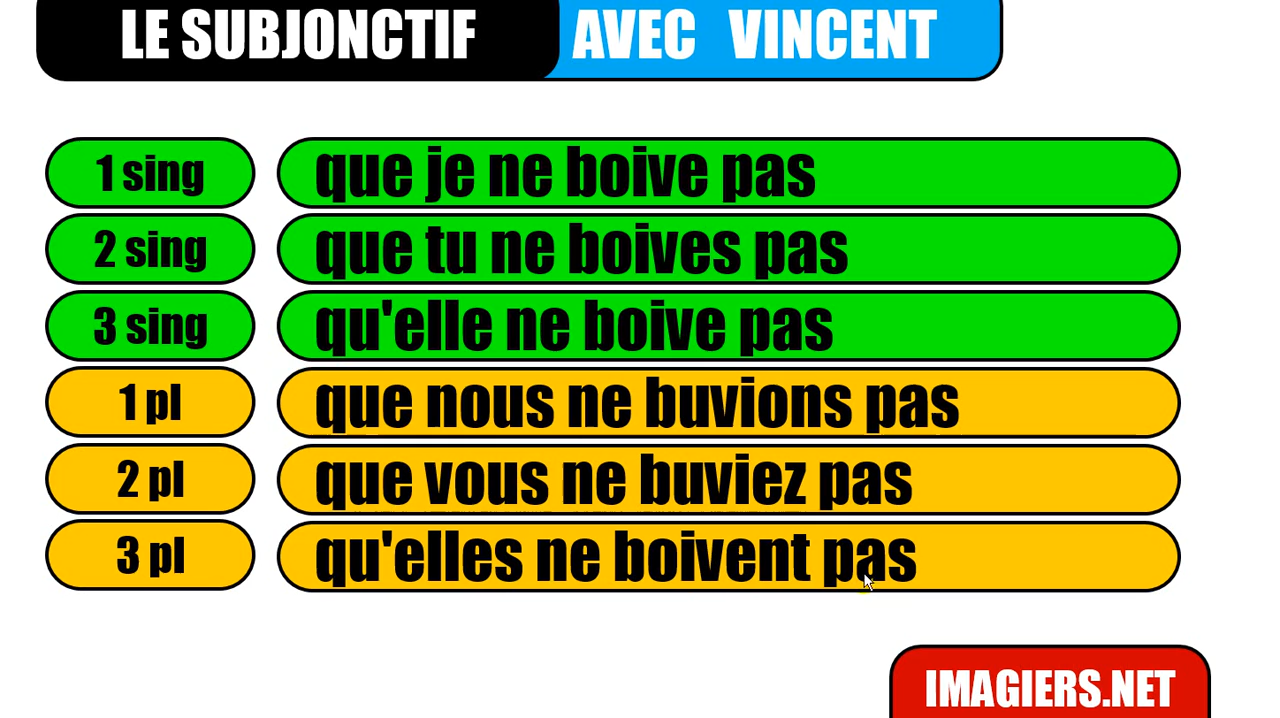 LE SUBJONCTIF AVEC VINCENT
1 sing que je ne boive pas
2 sing que tu ne boives pas
3 sing qu'elle ne boive pas
1 pl que nous ne buvions pas
2 pl que vous ne buviez pas
3 pl qu'elles ne boivent pas
IMAGIERS.NET